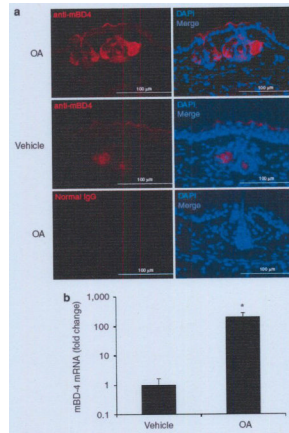 a
anti-mBD4 DAPI
Merge
OA
100 µm 100 µm
anti-mBD4 DAPI
Merge
Vehicle
100 µm 100 µm
Normal IgG DAPI
Merge
OA
100 µm 100 µm
b
mBD-4 mRNA (fold change)
1,000
100
10
1
0.1
*
Vehicle OA